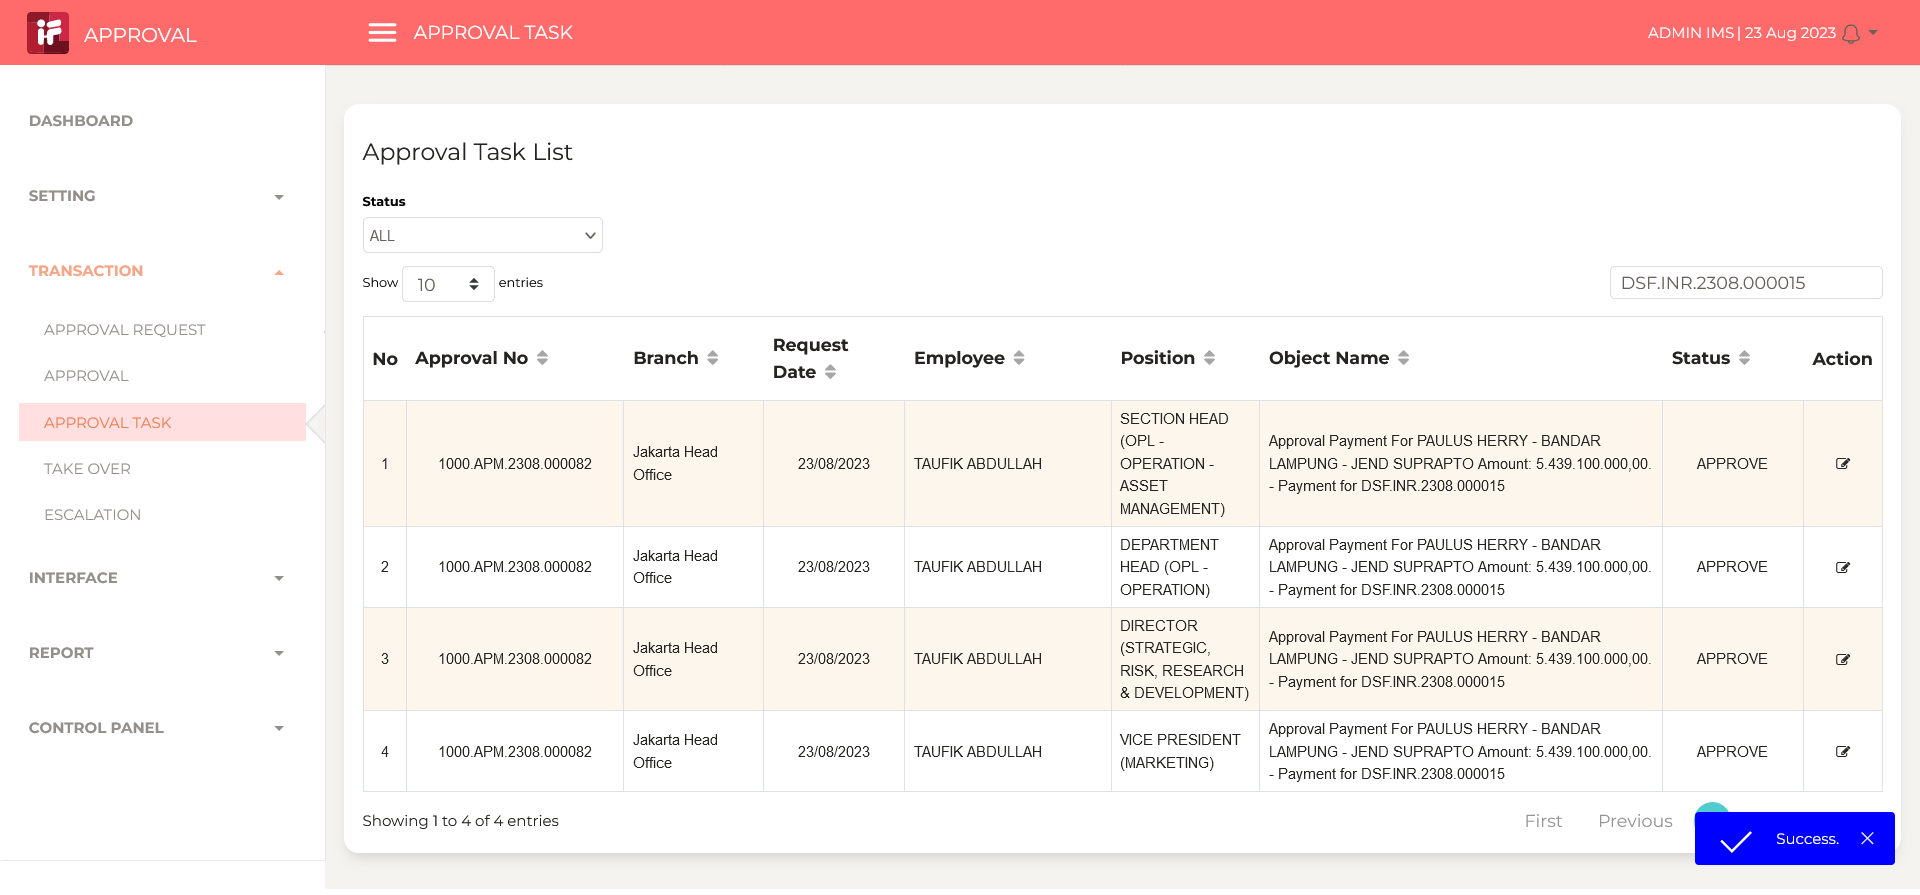 iF APPROVAL
APPROVAL TASK
ADMIN IMS | 23 Aug 2023
DASHBOARD
SETTING
TRANSACTION
APPROVAL REQUEST
APPROVAL
APPROVAL TASK
TAKE OVER
ESCALATION
INTERFACE
REPORT
CONTROL PANEL
Approval Task List
Status
ALL
Show 10 entries
DSF.INR.2308.000015
No Approval No Branch Request Date Employee Position Object Name Status Action
1 1000.APM.2308.000082 Jakarta Head Office 23/08/2023 TAUFIK ABDULLAH SECTION HEAD (OPL - OPERATION - ASSET MANAGEMENT) Approval Payment For PAULUS HERRY - BANDAR LAMPUNG - JEND SUPRAPTO Amount: 5.439.100.000,00. - Payment for DSF.INR.2308.000015 APPROVE
2 1000.APM.2308.000082 Jakarta Head Office 23/08/2023 TAUFIK ABDULLAH DEPARTMENT HEAD (OPL - OPERATION) Approval Payment For PAULUS HERRY - BANDAR LAMPUNG - JEND SUPRAPTO Amount: 5.439.100.000,00. - Payment for DSF.INR.2308.000015 APPROVE
3 1000.APM.2308.000082 Jakarta Head Office 23/08/2023 TAUFIK ABDULLAH DIRECTOR (STRATEGIC, RISK, RESEARCH & DEVELOPMENT) Approval Payment For PAULUS HERRY - BANDAR LAMPUNG - JEND SUPRAPTO Amount: 5.439.100.000,00. - Payment for DSF.INR.2308.000015 APPROVE
4 1000.APM.2308.000082 Jakarta Head Office 23/08/2023 TAUFIK ABDULLAH VICE PRESIDENT (MARKETING) Approval Payment For PAULUS HERRY - BANDAR LAMPUNG - JEND SUPRAPTO Amount: 5.439.100.000,00. - Payment for DSF.INR.2308.000015 APPROVE
Showing 1 to 4 of 4 entries
First Previous
Success.